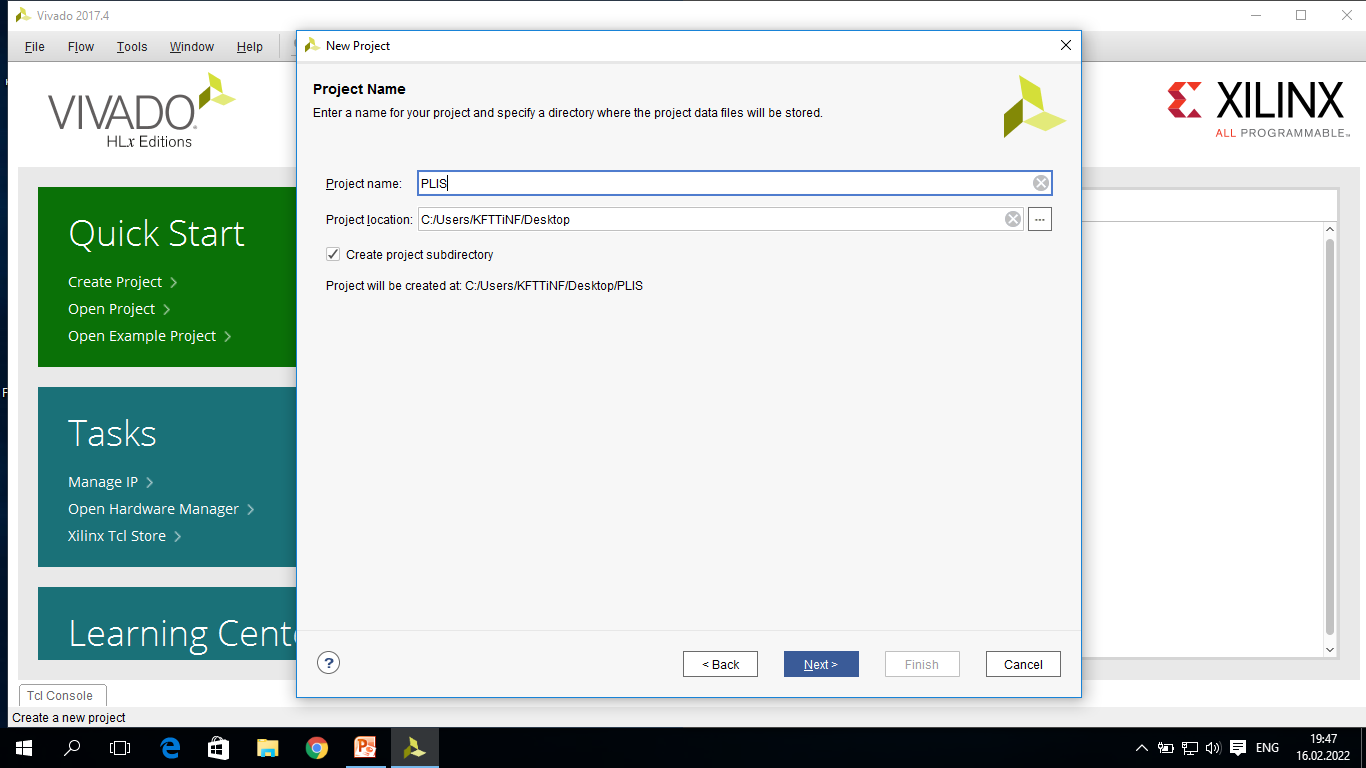 Vivado 2017.4
File Flow Tools Window Help
VIVADO
HLx Editions
XILINX
ALL PROGRAMMABLE™
Quick Start
Create Project >
Open Project >
Open Example Project >
Tasks
Manage IP >
Open Hardware Manager >
Xilinx Tcl Store >
Learning Cent
New Project
Project Name
Enter a name for your project and specify a directory where the project data files will be stored.
Project name: PLIS
Project location: C:/Users/KFTTiNF/Desktop
...
Create project subdirectory
Project will be created at: C:/Users/KFTTiNF/Desktop/PLIS
?
< Back Next > Finish Cancel
Tcl Console
Create a new project
ENG
19:47
16.02.2022